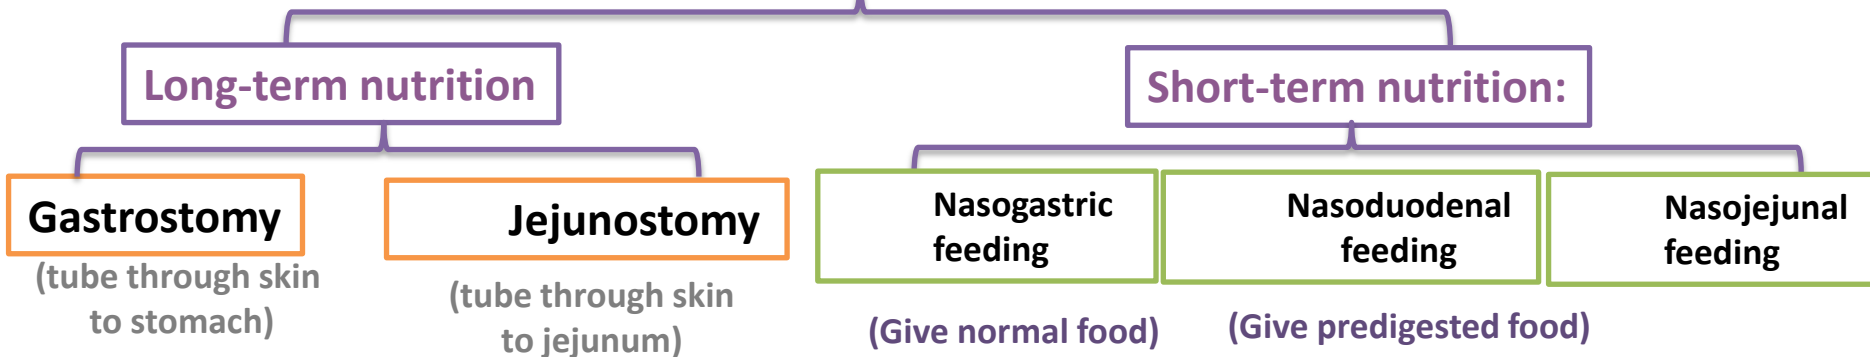 Long-term nutrition
Short-term nutrition:
Gastrostomy
(tube through skin
to stomach)
Jejunostomy
(tube through skin
to jejunum)
Nasogastric
feeding
(Give normal food)
Nasoduodenal
feeding
(Give predigested food)
Nasojejunal
feeding